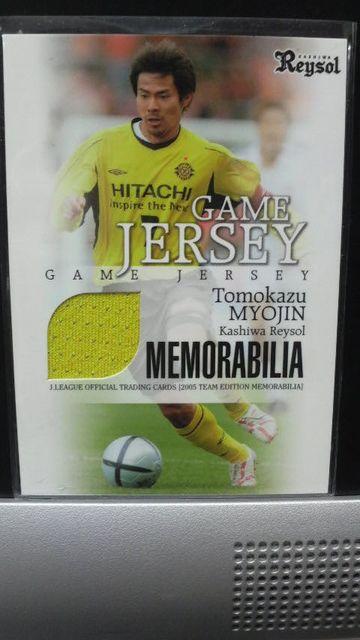 KASHIWA
Reysol
HITACHI
Inspire the Ne
GAME
JERSEY
GAME JERSEY
Tomokazu
MYOJIN
Kashiwa Reysol
MEMORABILIA
J.LEAGUE OFFICIAL TRADING CARDS [2005 TEAM EDITION MEMORABILIA]